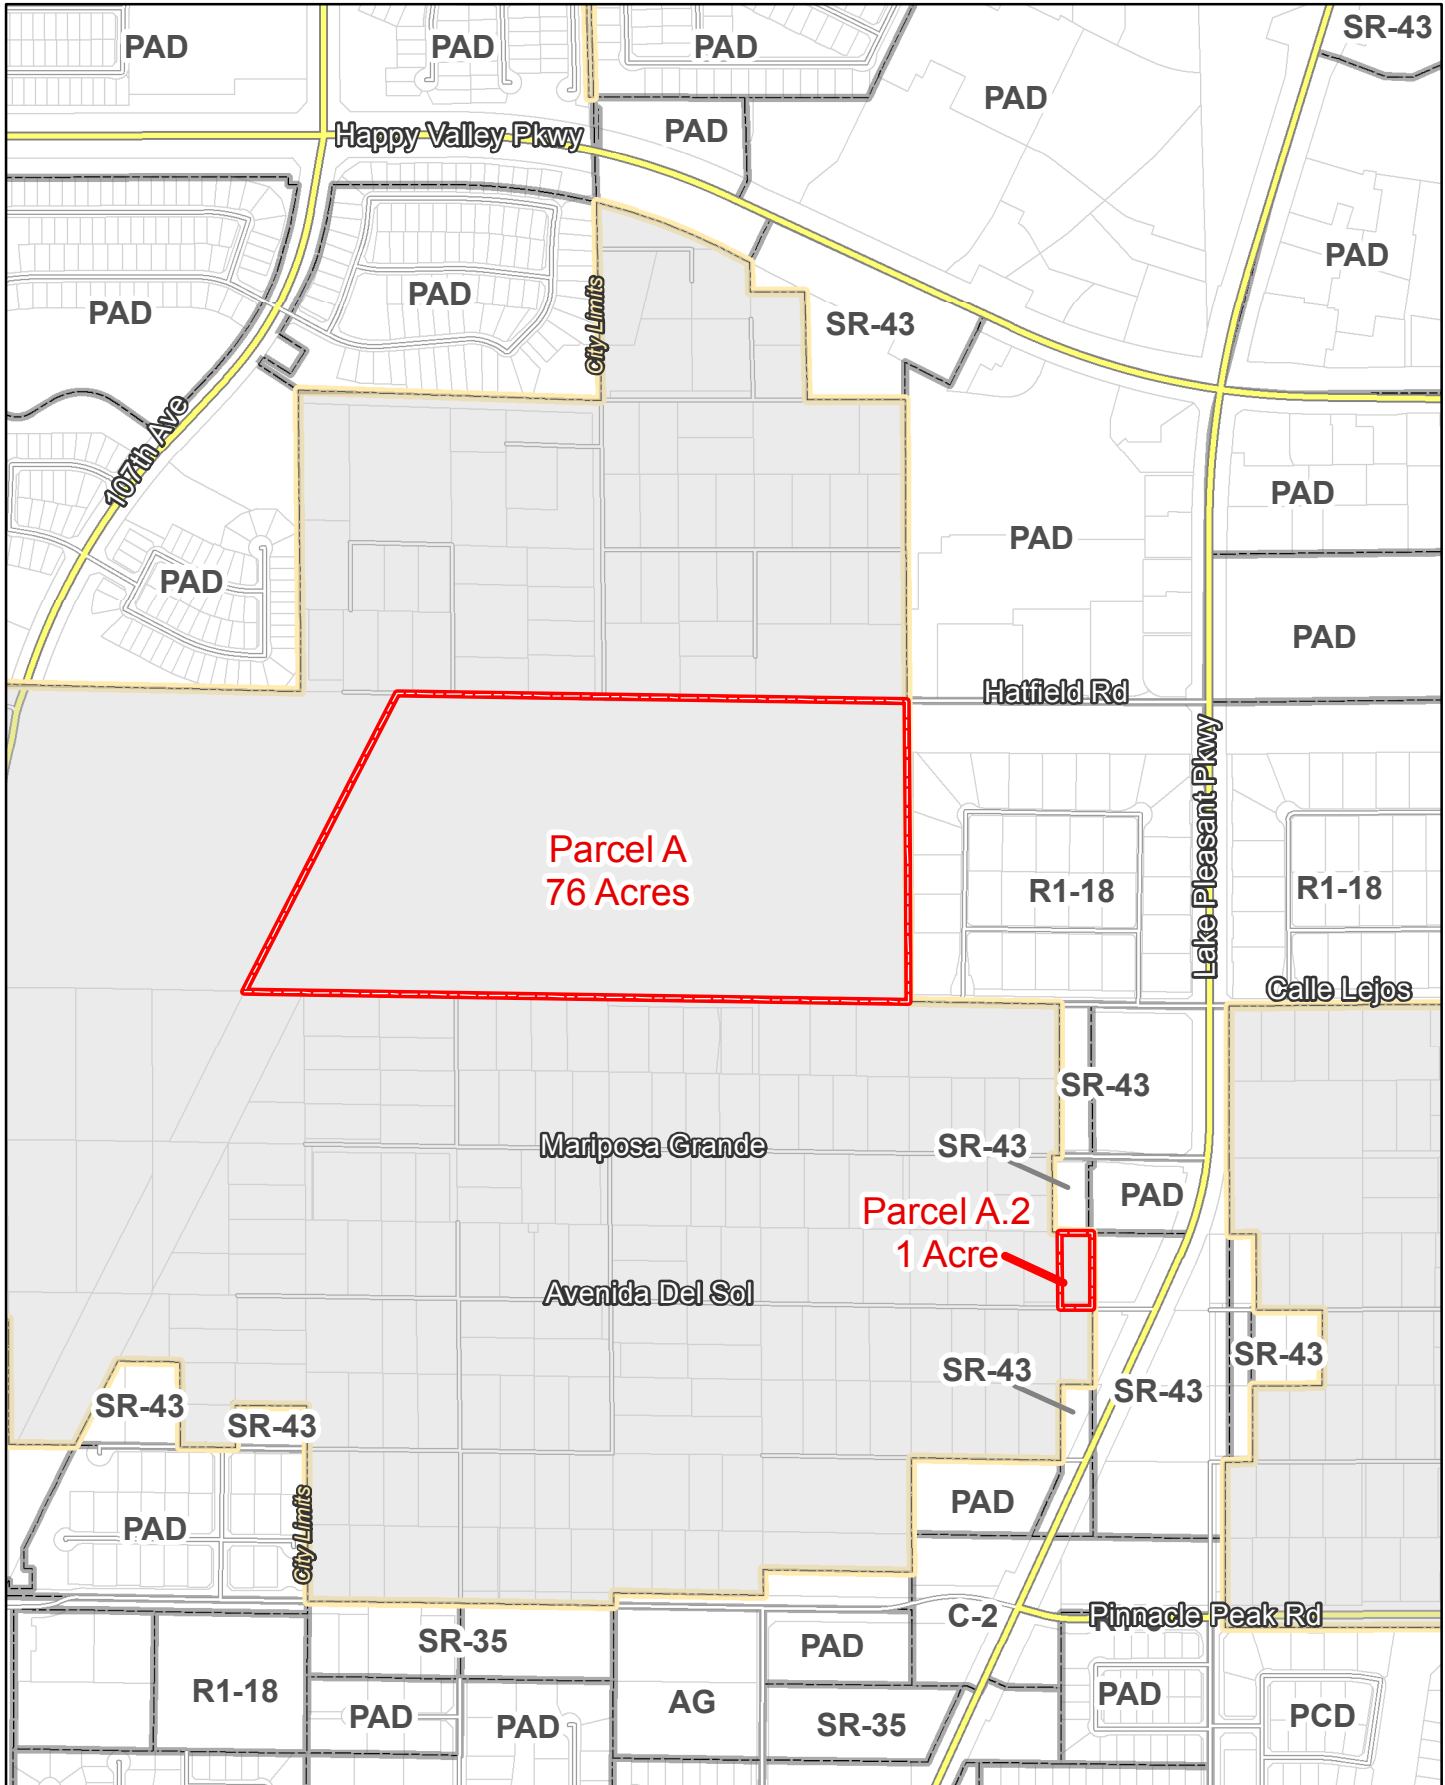 SR-43
PAD
PAD
PAD
PAD
Happy Valley Pkwy
PAD
PAD
PAD
PAD
City Limits
SR-43
107th Ave
PAD
PAD
PAD
PAD
Hatfield Rd
Lake Pleasant Pkwy
Parcel A
76 Acres
R1-18
R1-18
Calle Lejos
SR-43
Mariposa Grande
SR-43
PAD
Parcel A.2
1 Acre
Avenida Del Sol
SR-43
SR-43
SR-43
SR-43
SR-43
PAD
PAD
City Limits
C-2
Pinnacle Peak Rd
SR-35
PAD
R1-18
AG
PAD
PCD
PAD
PAD
SR-35